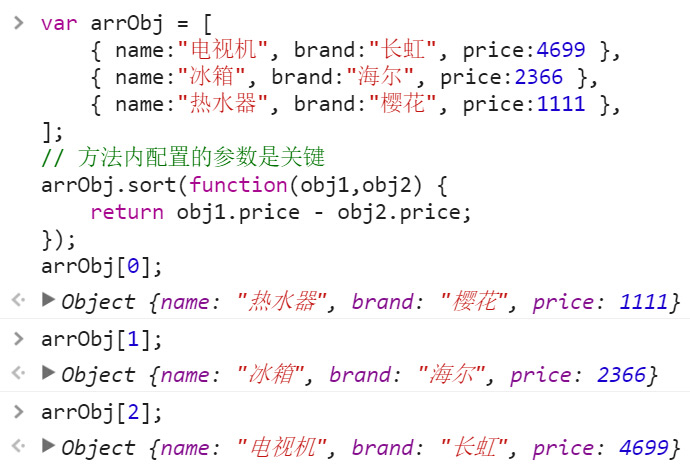 var arrObj = [
    { name:"电视机", brand:"长虹", price:4699 },
    { name:"冰箱", brand:"海尔", price:2366 },
    { name:"热水器", brand:"樱花", price:1111 },
];
// 方法内配置的参数是关键
arrObj.sort(function(obj1,obj2) {
    return obj1.price - obj2.price;
});
arrObj[0];
Object {name: "热水器", brand: "樱花", price: 1111}
arrObj[1];
Object {name: "冰箱", brand: "海尔", price: 2366}
arrObj[2];
Object {name: "电视机", brand: "长虹", price: 4699}